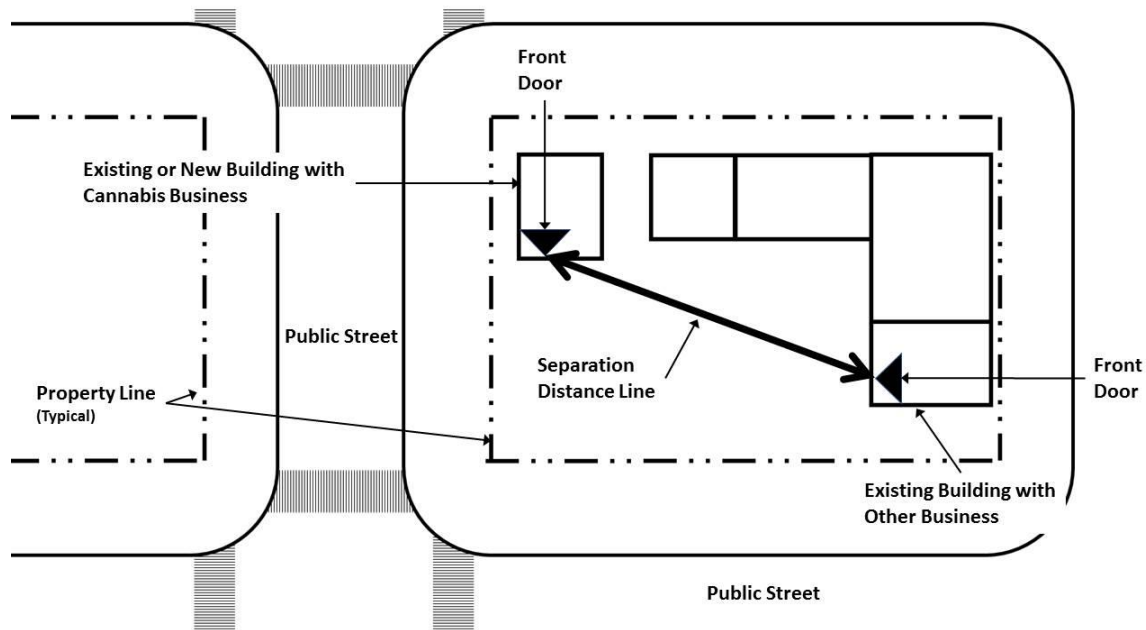 Front
Door
Existing or New Building with
Cannabis Business
Public Street
Separation
Distance Line
Property Line
(Typical)
Front
Door
Existing Building with
Other Business
Public Street